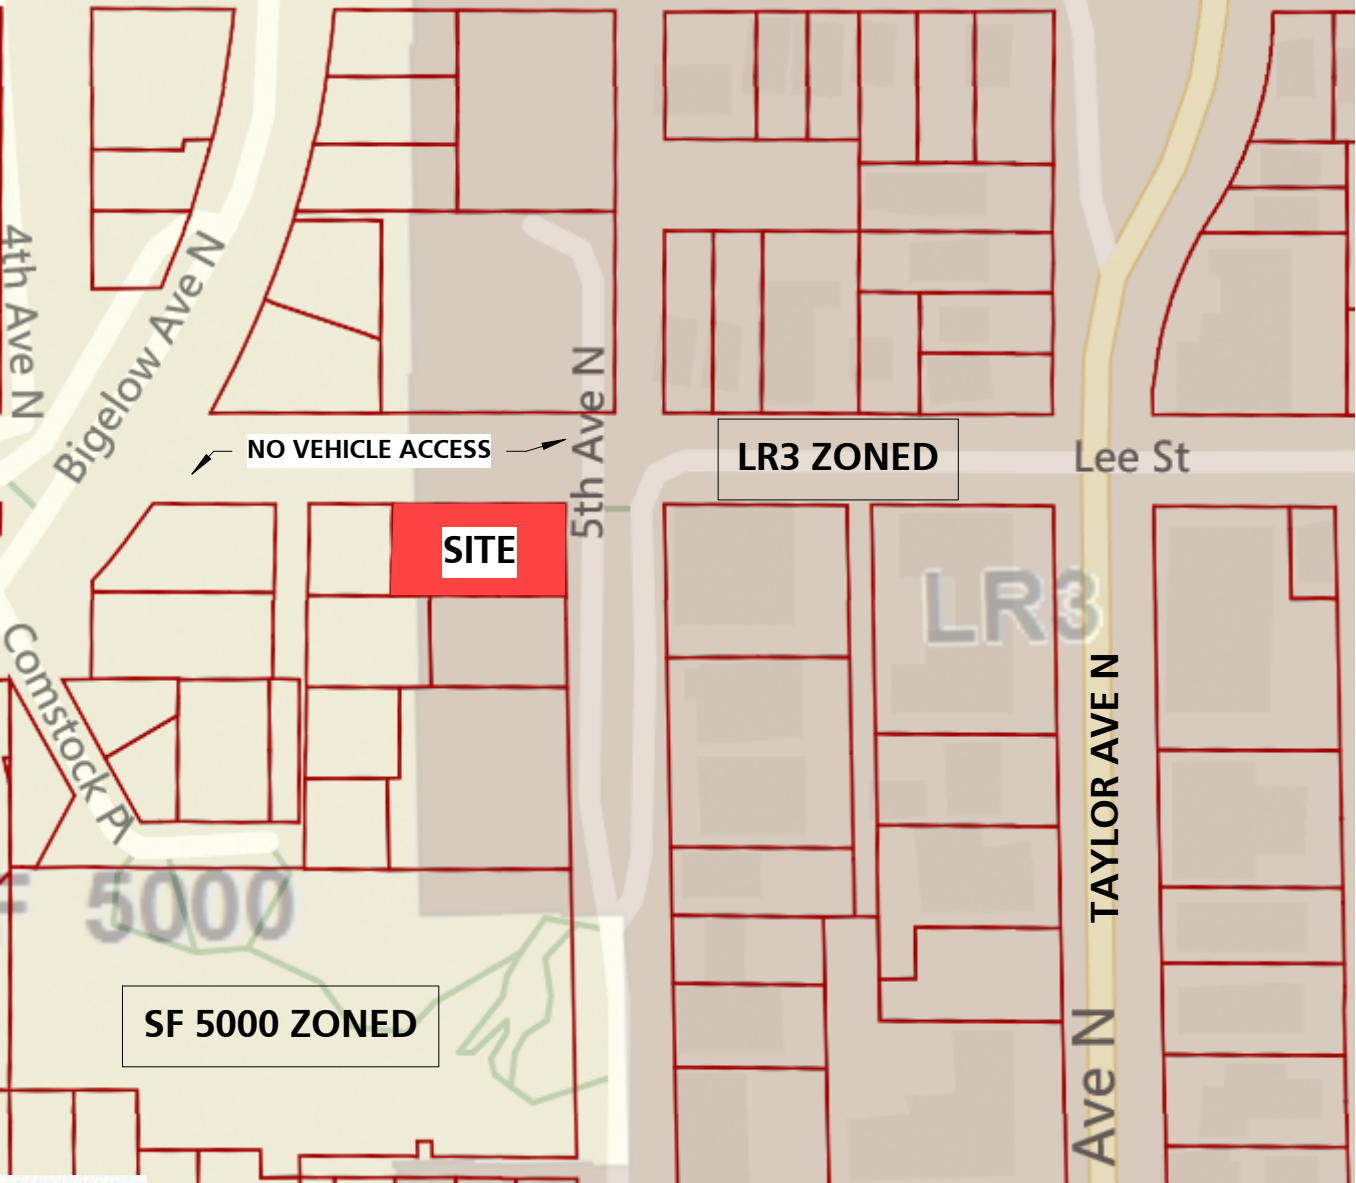 4th Ave N
Bigelow Ave N
5th Ave N
NO VEHICLE ACCESS
LR3 ZONED
Lee St
SITE
LR3
Comstock Pl
TAYLOR AVE N
5000
SF 5000 ZONED
Ave N